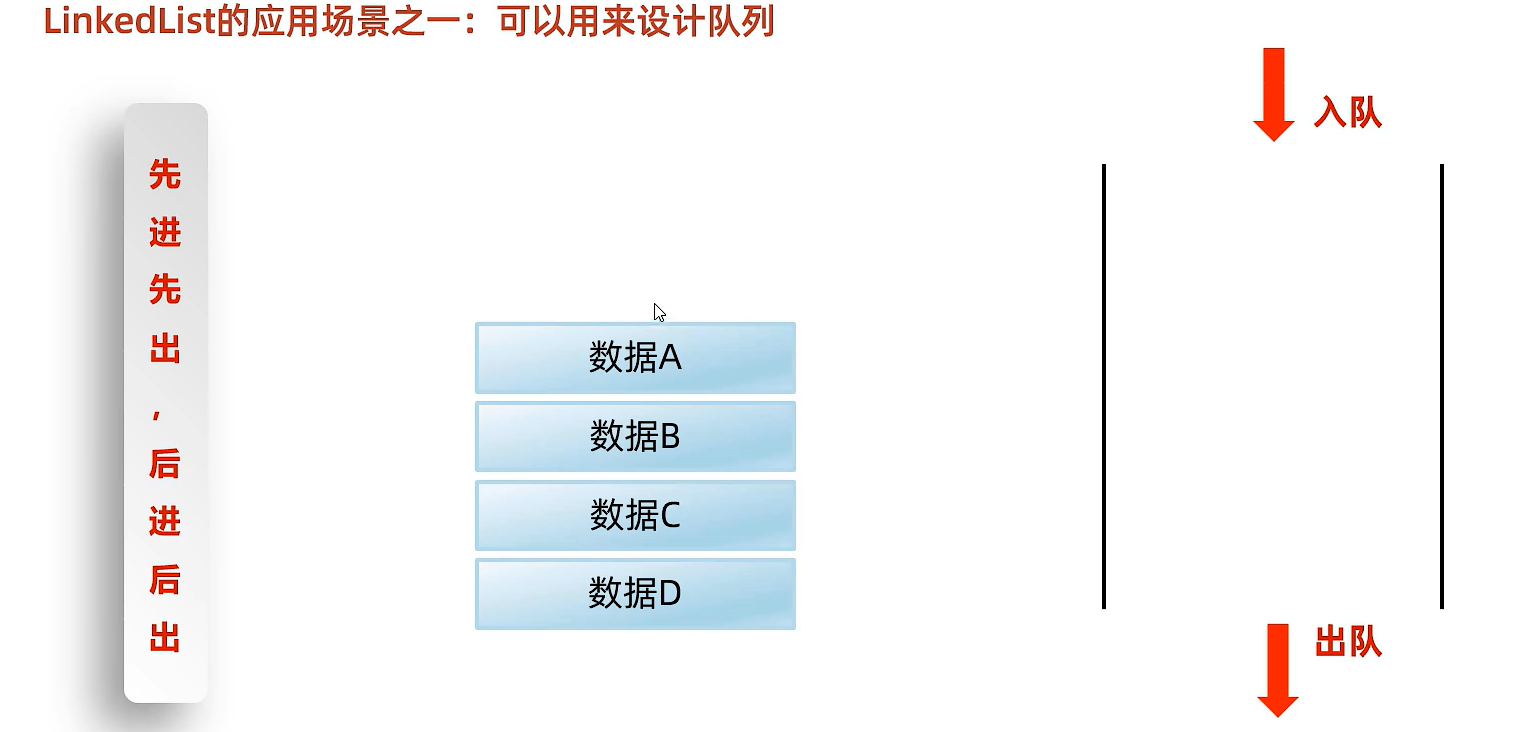 LinkedList的应用场景之一：可以用来设计队列
先进先出，后进后出
数据A
数据B
数据C
数据D
入队
出队